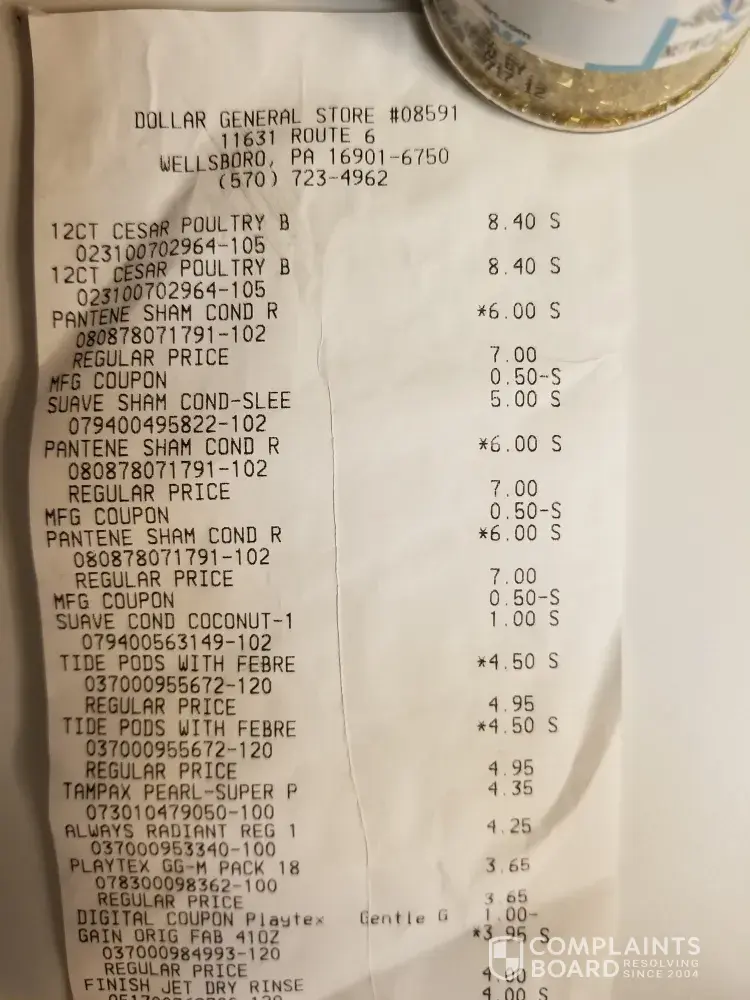 DOLLAR GENERAL STORE #08591
11631 ROUTE 6
WELLSBORO, PA 16901-6750
(570) 723-4962
12CT CESAR POULTRY B 8.40 S
023100702964-105
12CT CESAR POULTRY B 8.40 S
023100702964-105
PANTENE SHAM COND R *6.00 S
080878071791-102
REGULAR PRICE 7.00
MFG COUPON 0.50-S
SUAVE SHAM COND-SLEE 5.00 S
079400495822-102
PANTENE SHAM COND R *6.00 S
080878071791-102
REGULAR PRICE 7.00
MFG COUPON 0.50-S
PANTENE SHAM COND R *6.00 S
080878071791-102
REGULAR PRICE 7.00
MFG COUPON 0.50-S
SUAVE COND COCONUT-1 1.00 S
079400563149-102
TIDE PODS WITH FEBRE *4.50 S
037000955672-120
REGULAR PRICE 4.95
TIDE PODS WITH FEBRE *4.50 S
037000955672-120
REGULAR PRICE 4.95
TAMPAX PEARL-SUPER P 4.35
073010479050-100
ALWAYS RADIANT REG 1 4.25
037000953340-100
PLAYTEX GG-M PACK 18 3.65
078300098362-100
REGULAR PRICE 3.65
DIGITAL COUPON Playtex Gentle G 1.00-
GAIN ORIG FAB 41OZ *3.95 S
037000984993-120
REGULAR PRICE 4.00
FINISH JET DRY RINSE 4.00 S
COMPLAINTS
BOARD RESOLVING
SINCE 2004